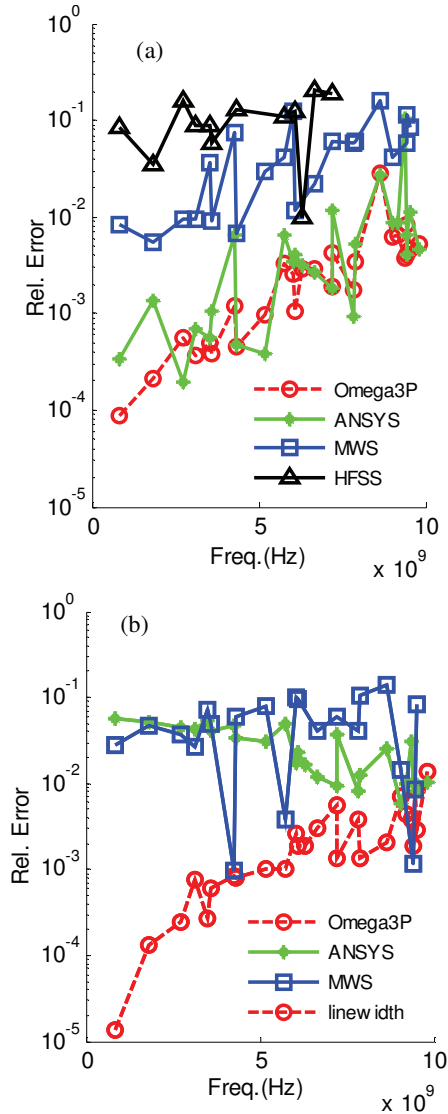 (a)
10^0
10^-1
10^-2
10^-3
10^-4
10^-5
Rel. Error
Omega3P
ANSYS
MWS
HFSS
0
5
10
Freq.(Hz)
x 10^9
(b)
10^0
10^-1
10^-2
10^-3
10^-4
10^-5
Rel. Error
Omega3P
ANSYS
MWS
linew idth
0
5
10
Freq.(Hz)
x 10^9